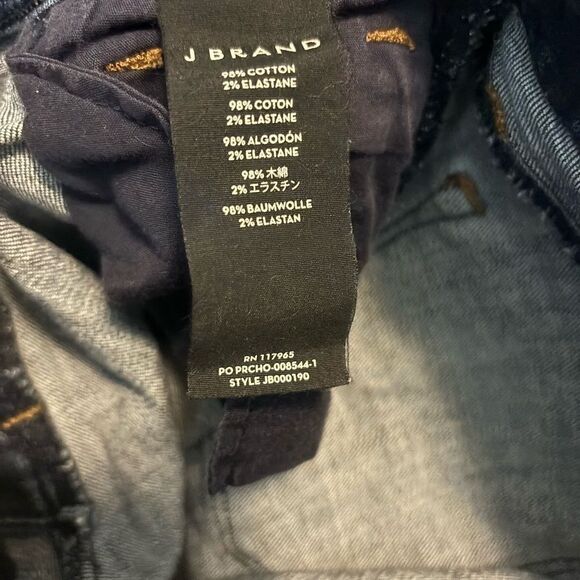 J BRAND
98% COTTON
2% ELASTANE
98% COTON
2% ELASTANE
98% ALGODÓN
2% ELASTANE
98% 木綿
2% エラスチン
98% BAUMWOLLE
2% ELASTAN
RN 117965
PO PRCHO-008544-1
STYLE JB000190